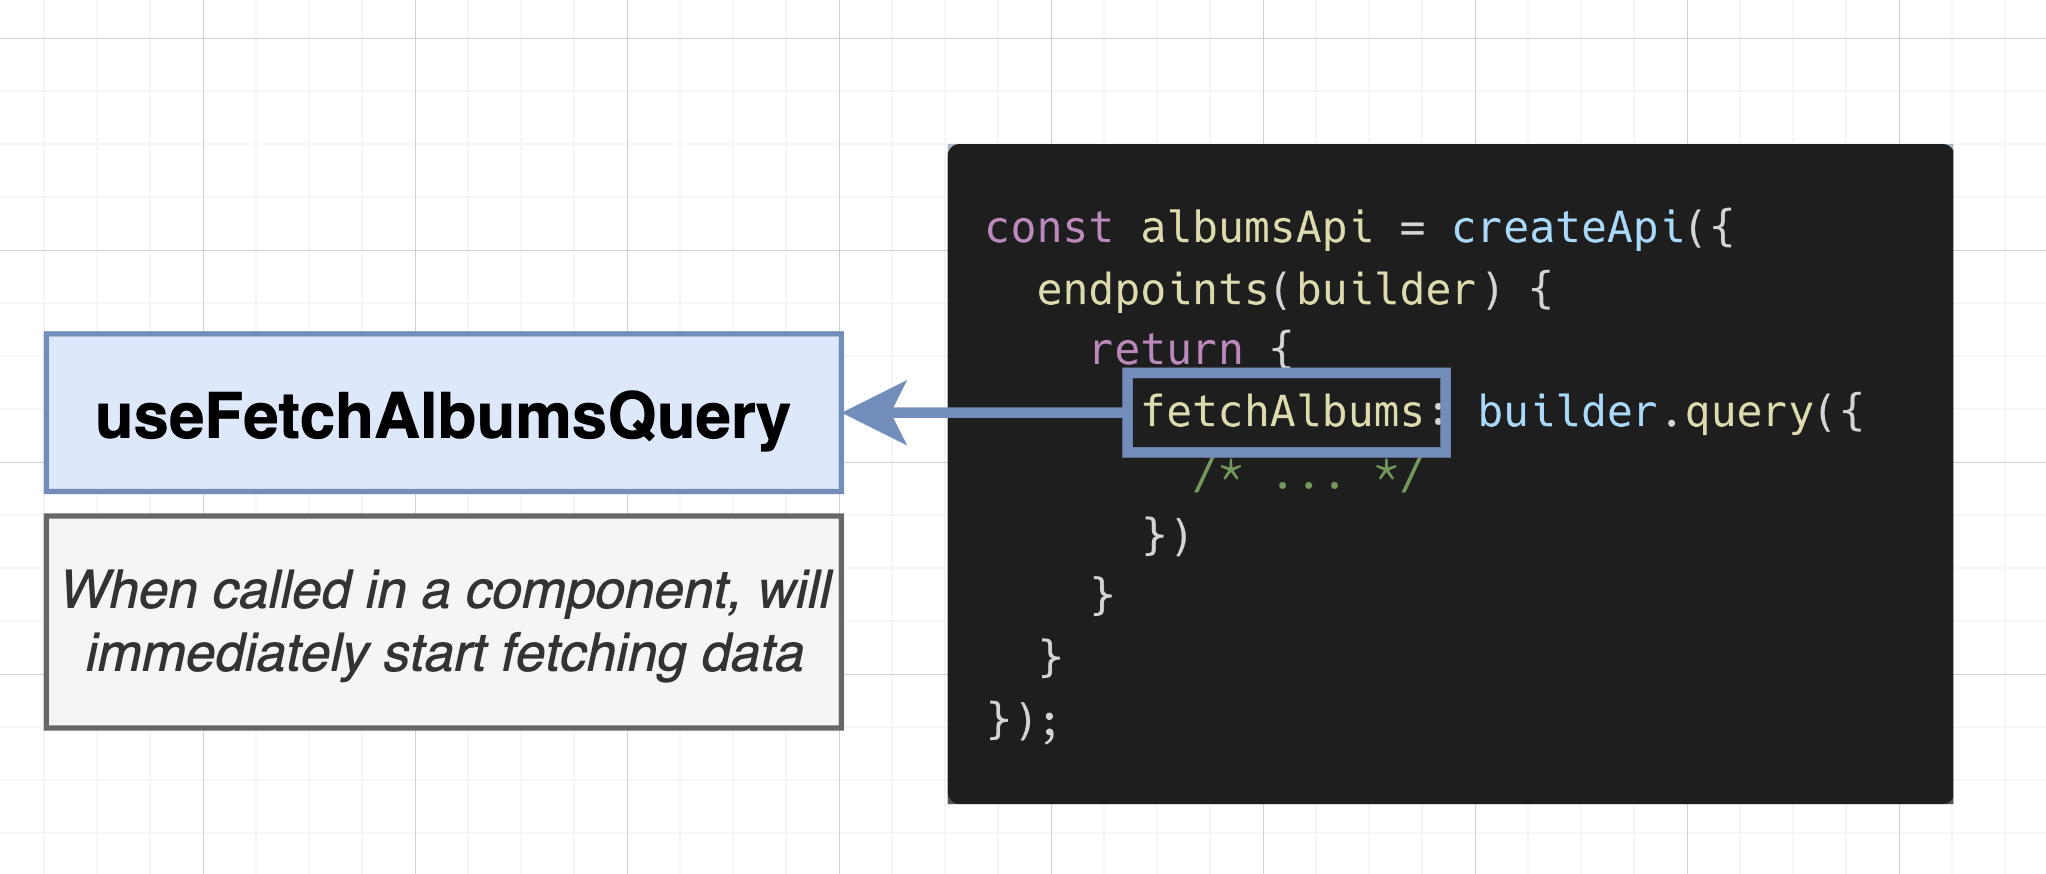 useFetchAlbumsQuery
When called in a component, will
immediately start fetching data
const albumsApi = createApi({
  endpoints(builder) {
    return {
      fetchAlbums: builder.query({
        /* ... */
      })
    }
  }
});